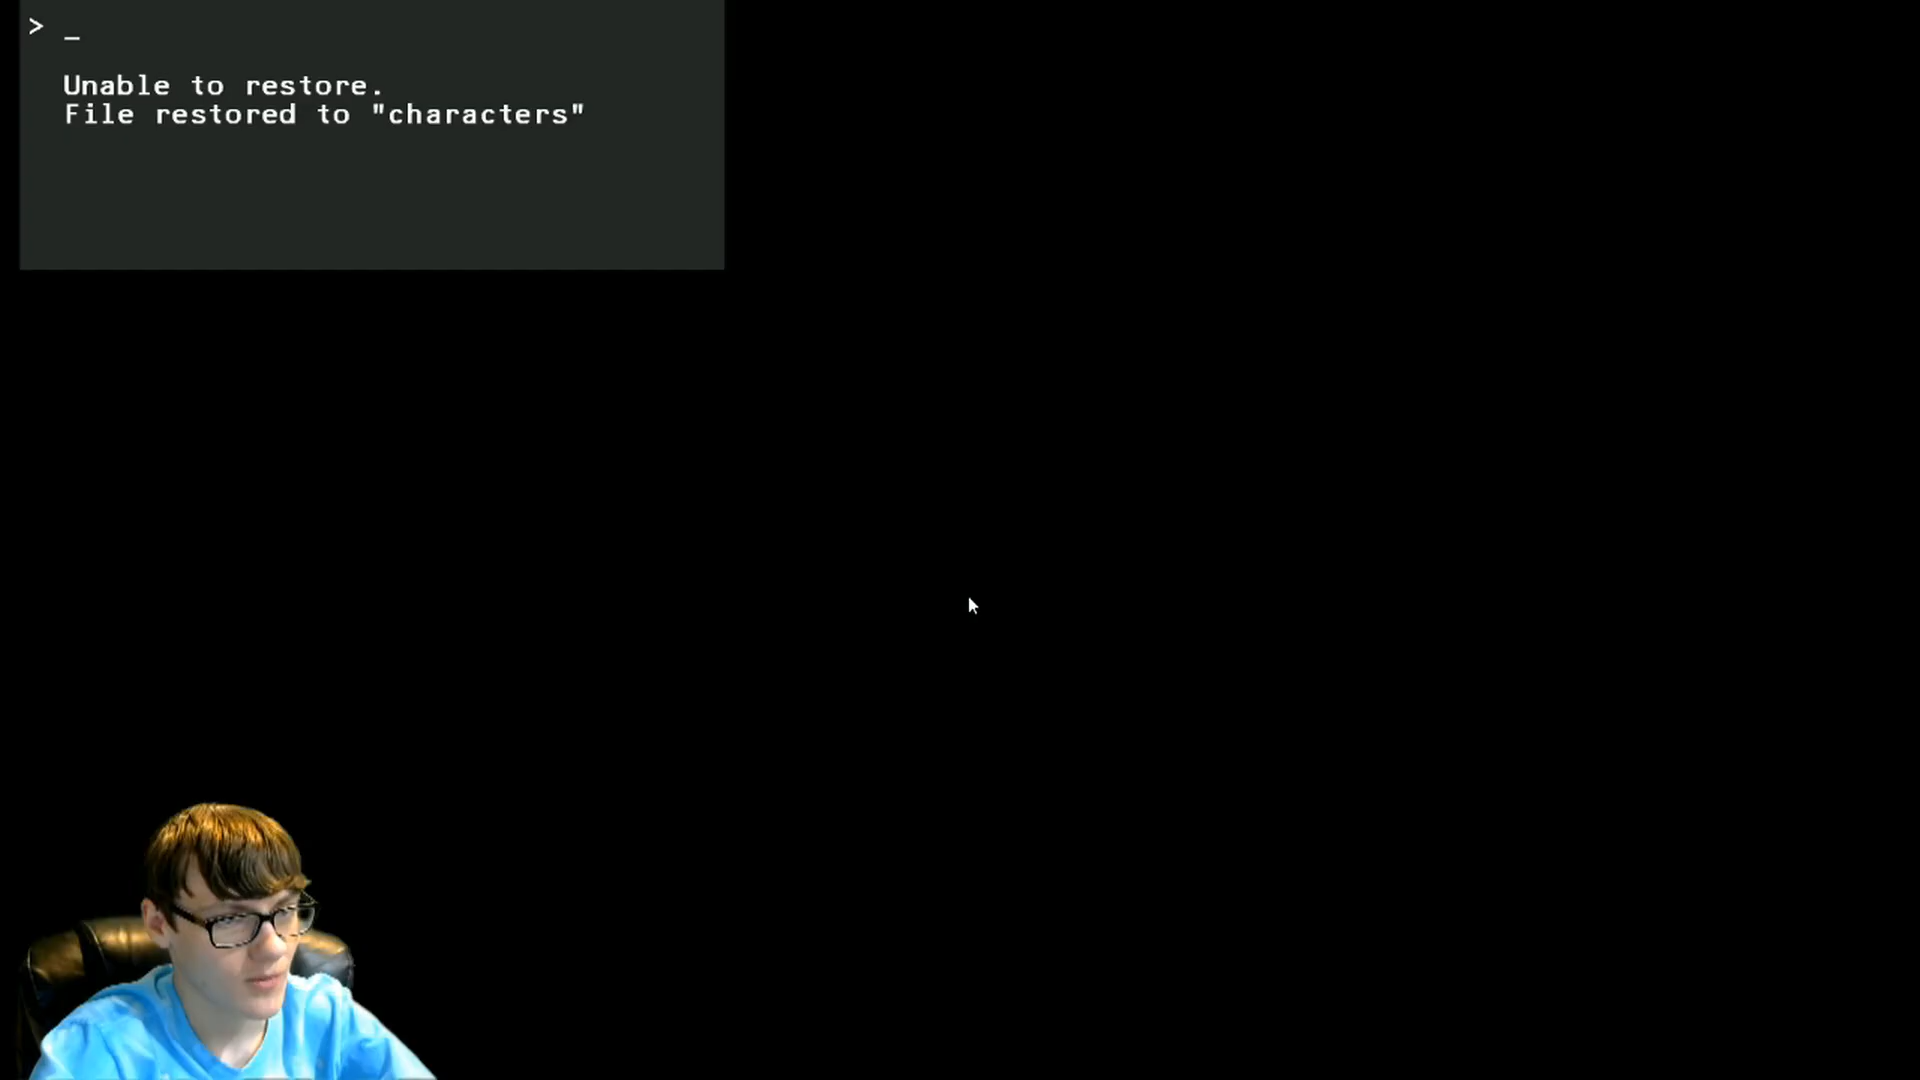 > _
Unable to restore.
File restored to "characters"